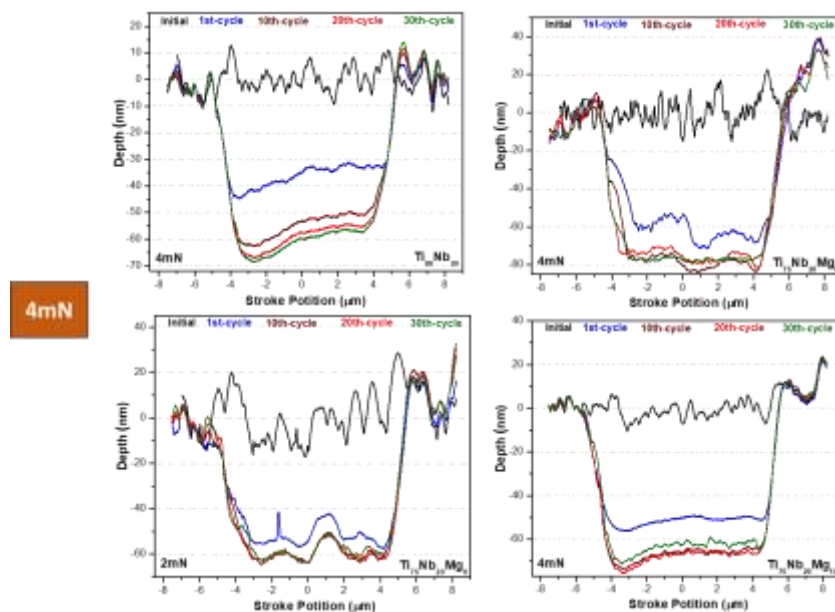 Initial 1st-cycle 10th-cycle 20th-cycle 30th-cycle
20
10
0
-10
-20
-30
-40
-50
-60
-70
Depth (nm)
4mN
-8 -6 -4 -2 0 2 4 6 8
Stroke Potition (μm)
Initial 1st-cycle 10th-cycle 20th-cycle 30th-cycle
40
20
0
-20
-40
-60
-80
Depth (nm)
4mN
-8 -6 -4 -2 0 2 4 6 8
Stroke Potition (μm)
4mN
Initial 1st-cycle 10th-cycle 20th-cycle 30th-cycle
40
20
0
-20
-40
-60
Depth (nm)
2mN
-8 -6 -4 -2 0 2 4 6 8
Stroke Potition (μm)
Initial 1st-cycle 10th-cycle 20th-cycle 30th-cycle
40
20
0
-20
-40
-60
Depth (nm)
4mN
-8 -6 -4 -2 0 2 4 6 8
Stroke Potition (μm)